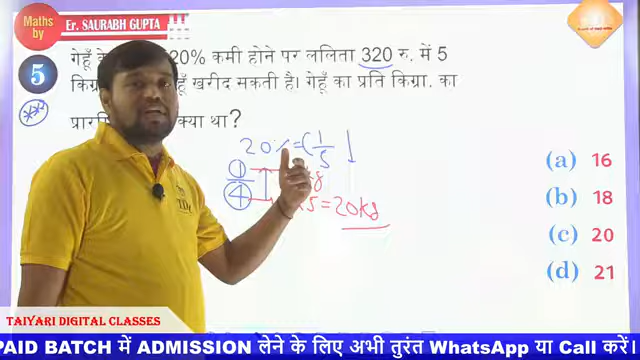 Maths by
Er. SAURABH GUPTA
5
गेहूँ 20% कमी होने पर ललिता 320 रु. में 5
किग्रा खरीद सकती है। गेहूँ का प्रति किग्रा. का
क्या था?
20% = (1/5 ↓
1
4
5 = 20kg
(a) 16
(b) 18
(c) 20
(d) 21
TAIYARI DIGITAL CLASSES
PAID BATCH में ADMISSION लेने के लिए अभी तुरंत WhatsApp या Call करें।